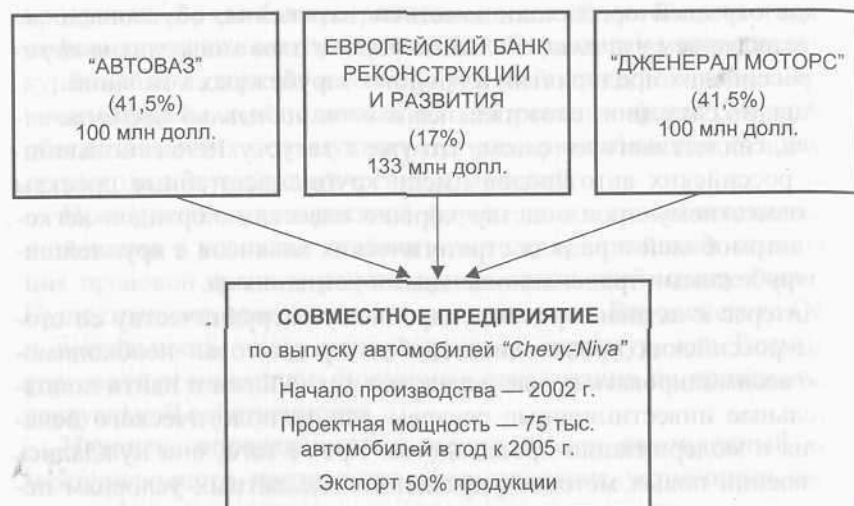 "АВТОВАЗ"
(41,5%)
100 млн долл.
ЕВРОПЕЙСКИЙ БАНК
РЕКОНСТРУКЦИИ
И РАЗВИТИЯ
(17%)
133 млн долл.
"ДЖЕНЕРАЛ МОТОРС"
(41,5%)
100 млн долл.
СОВМЕСТНОЕ ПРЕДПРИЯТИЕ
по выпуску автомобилей "Chevy-Niva"
Начало производства — 2002 г.
Проектная мощность — 75 тыс.
автомобилей в год к 2005 г.
Экспорт 50% продукции